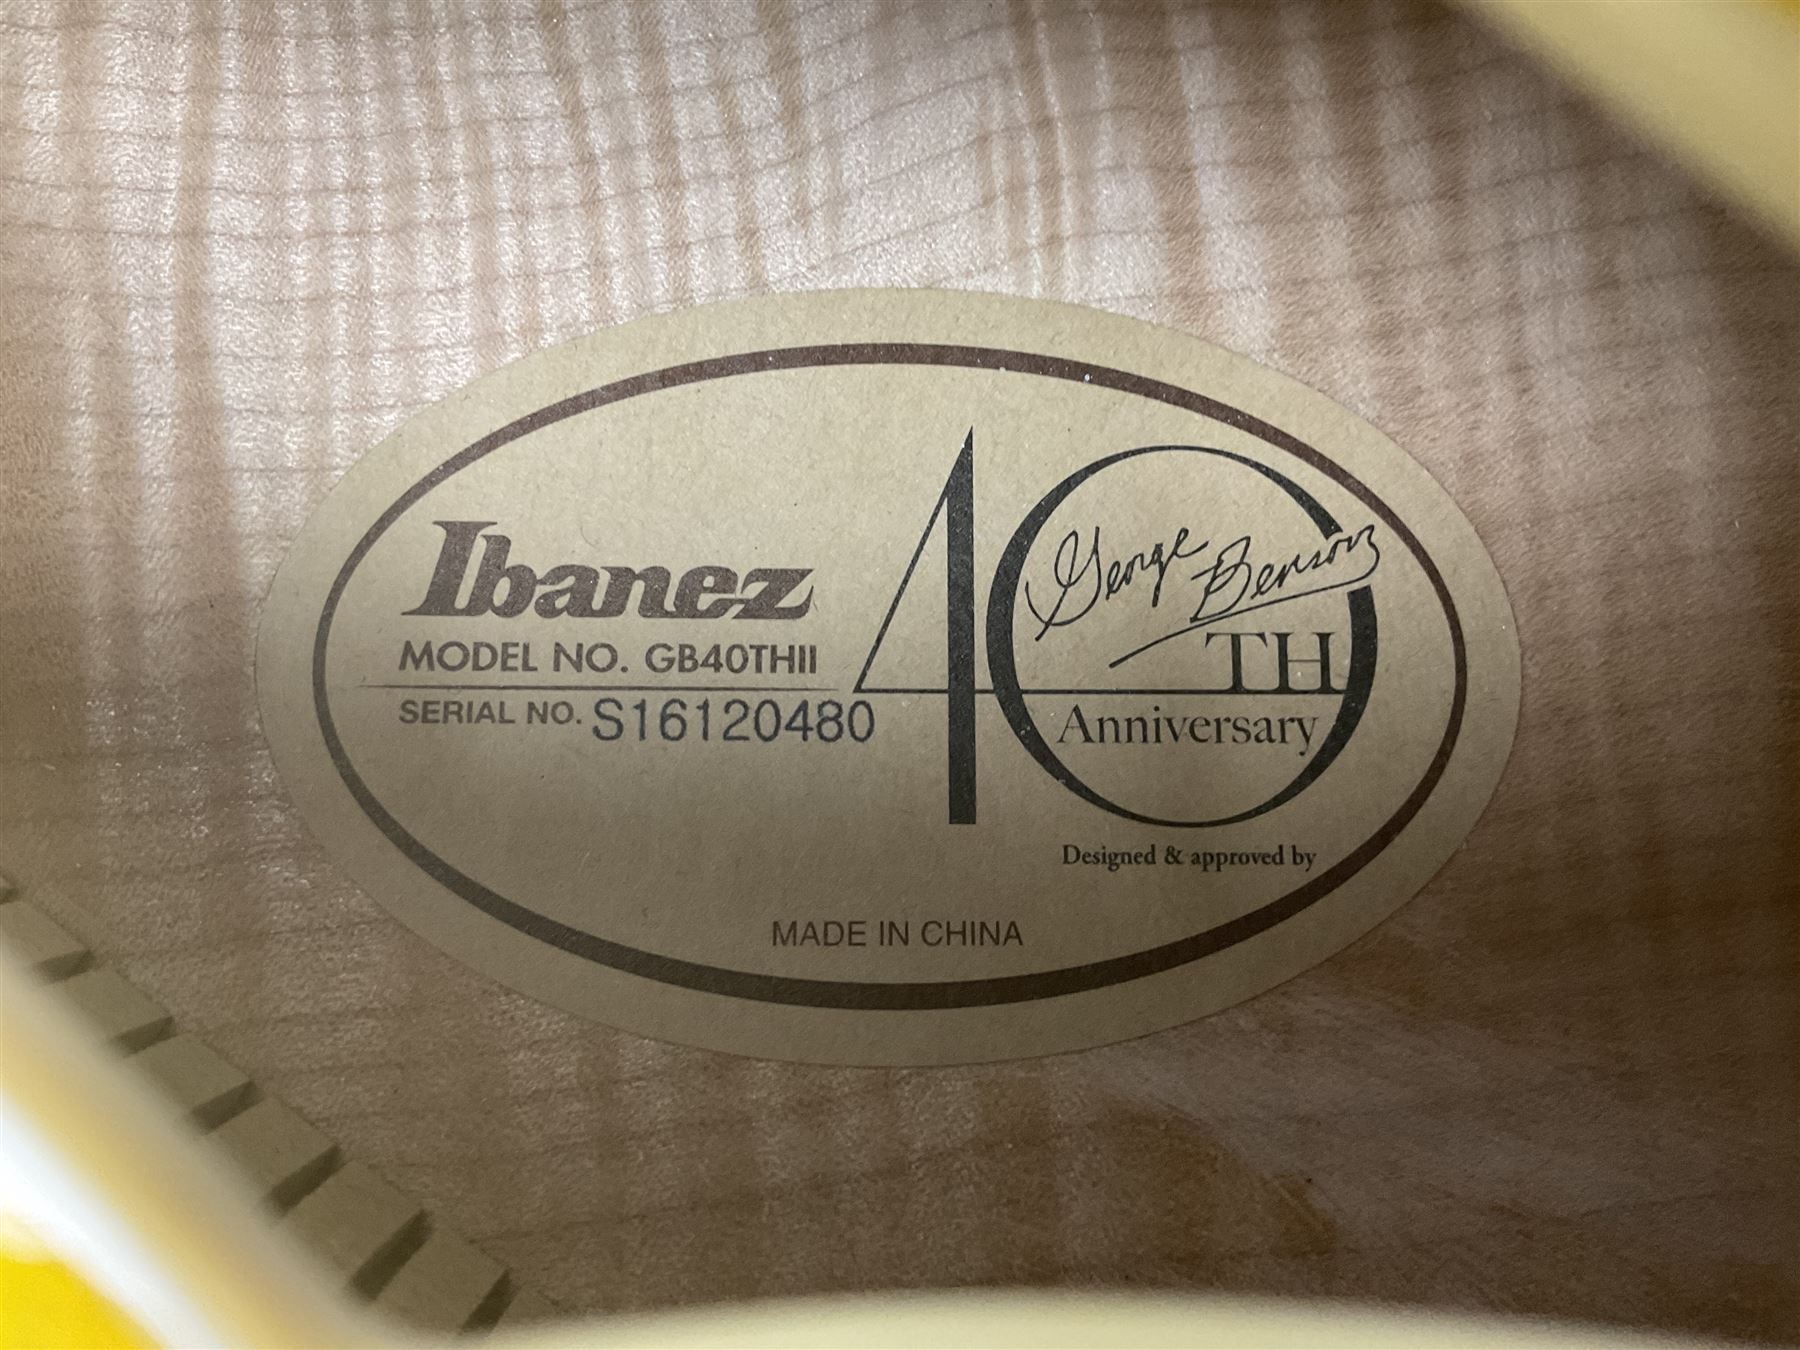 Ibanez
MODEL NO. GB40THII
SERIAL NO. S16120480
40
George Benson
TH
Anniversary
Designed & approved by
MADE IN CHINA